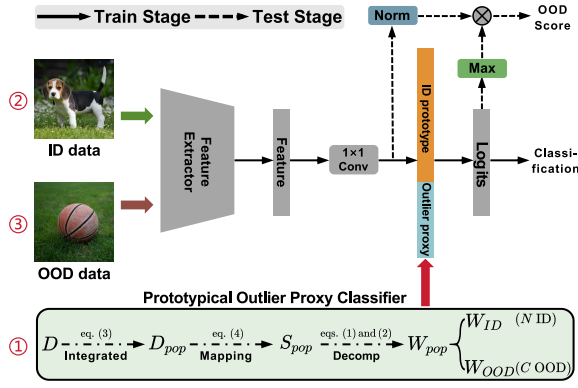 Train Stage
Test Stage
Norm
⊗
OOD
Score
Max
②
ID data
Feature
Extractor
Feature
1×1
Conv
ID prototype
Outlier proxy
Logits
Classi-
fication
③
OOD data
Prototypical Outlier Proxy Classifier
①
D eq. (3) Integrated D_pop eq. (4) Mapping S_pop eqs. (1) and (2) Decomp W_pop
W_ID (N ID)
W_OOD (C OOD)